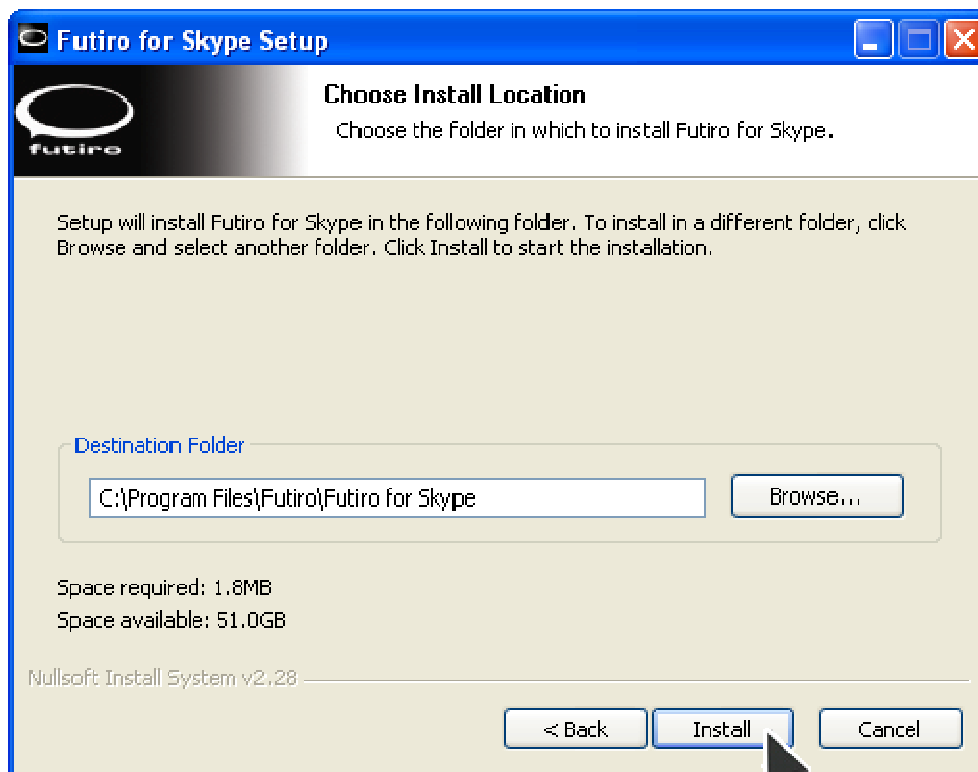 Futiro for Skype Setup
Choose Install Location
Choose the folder in which to install Futiro for Skype.
futiro
Setup will install Futiro for Skype in the following folder. To install in a different folder, click
Browse and select another folder. Click Install to start the installation.
Destination Folder
C:\Program Files\Futiro\Futiro for Skype
Browse...
Space required: 1.8MB
Space available: 51.0GB
Nullsoft Install System v2.28
< Back
Install
Cancel